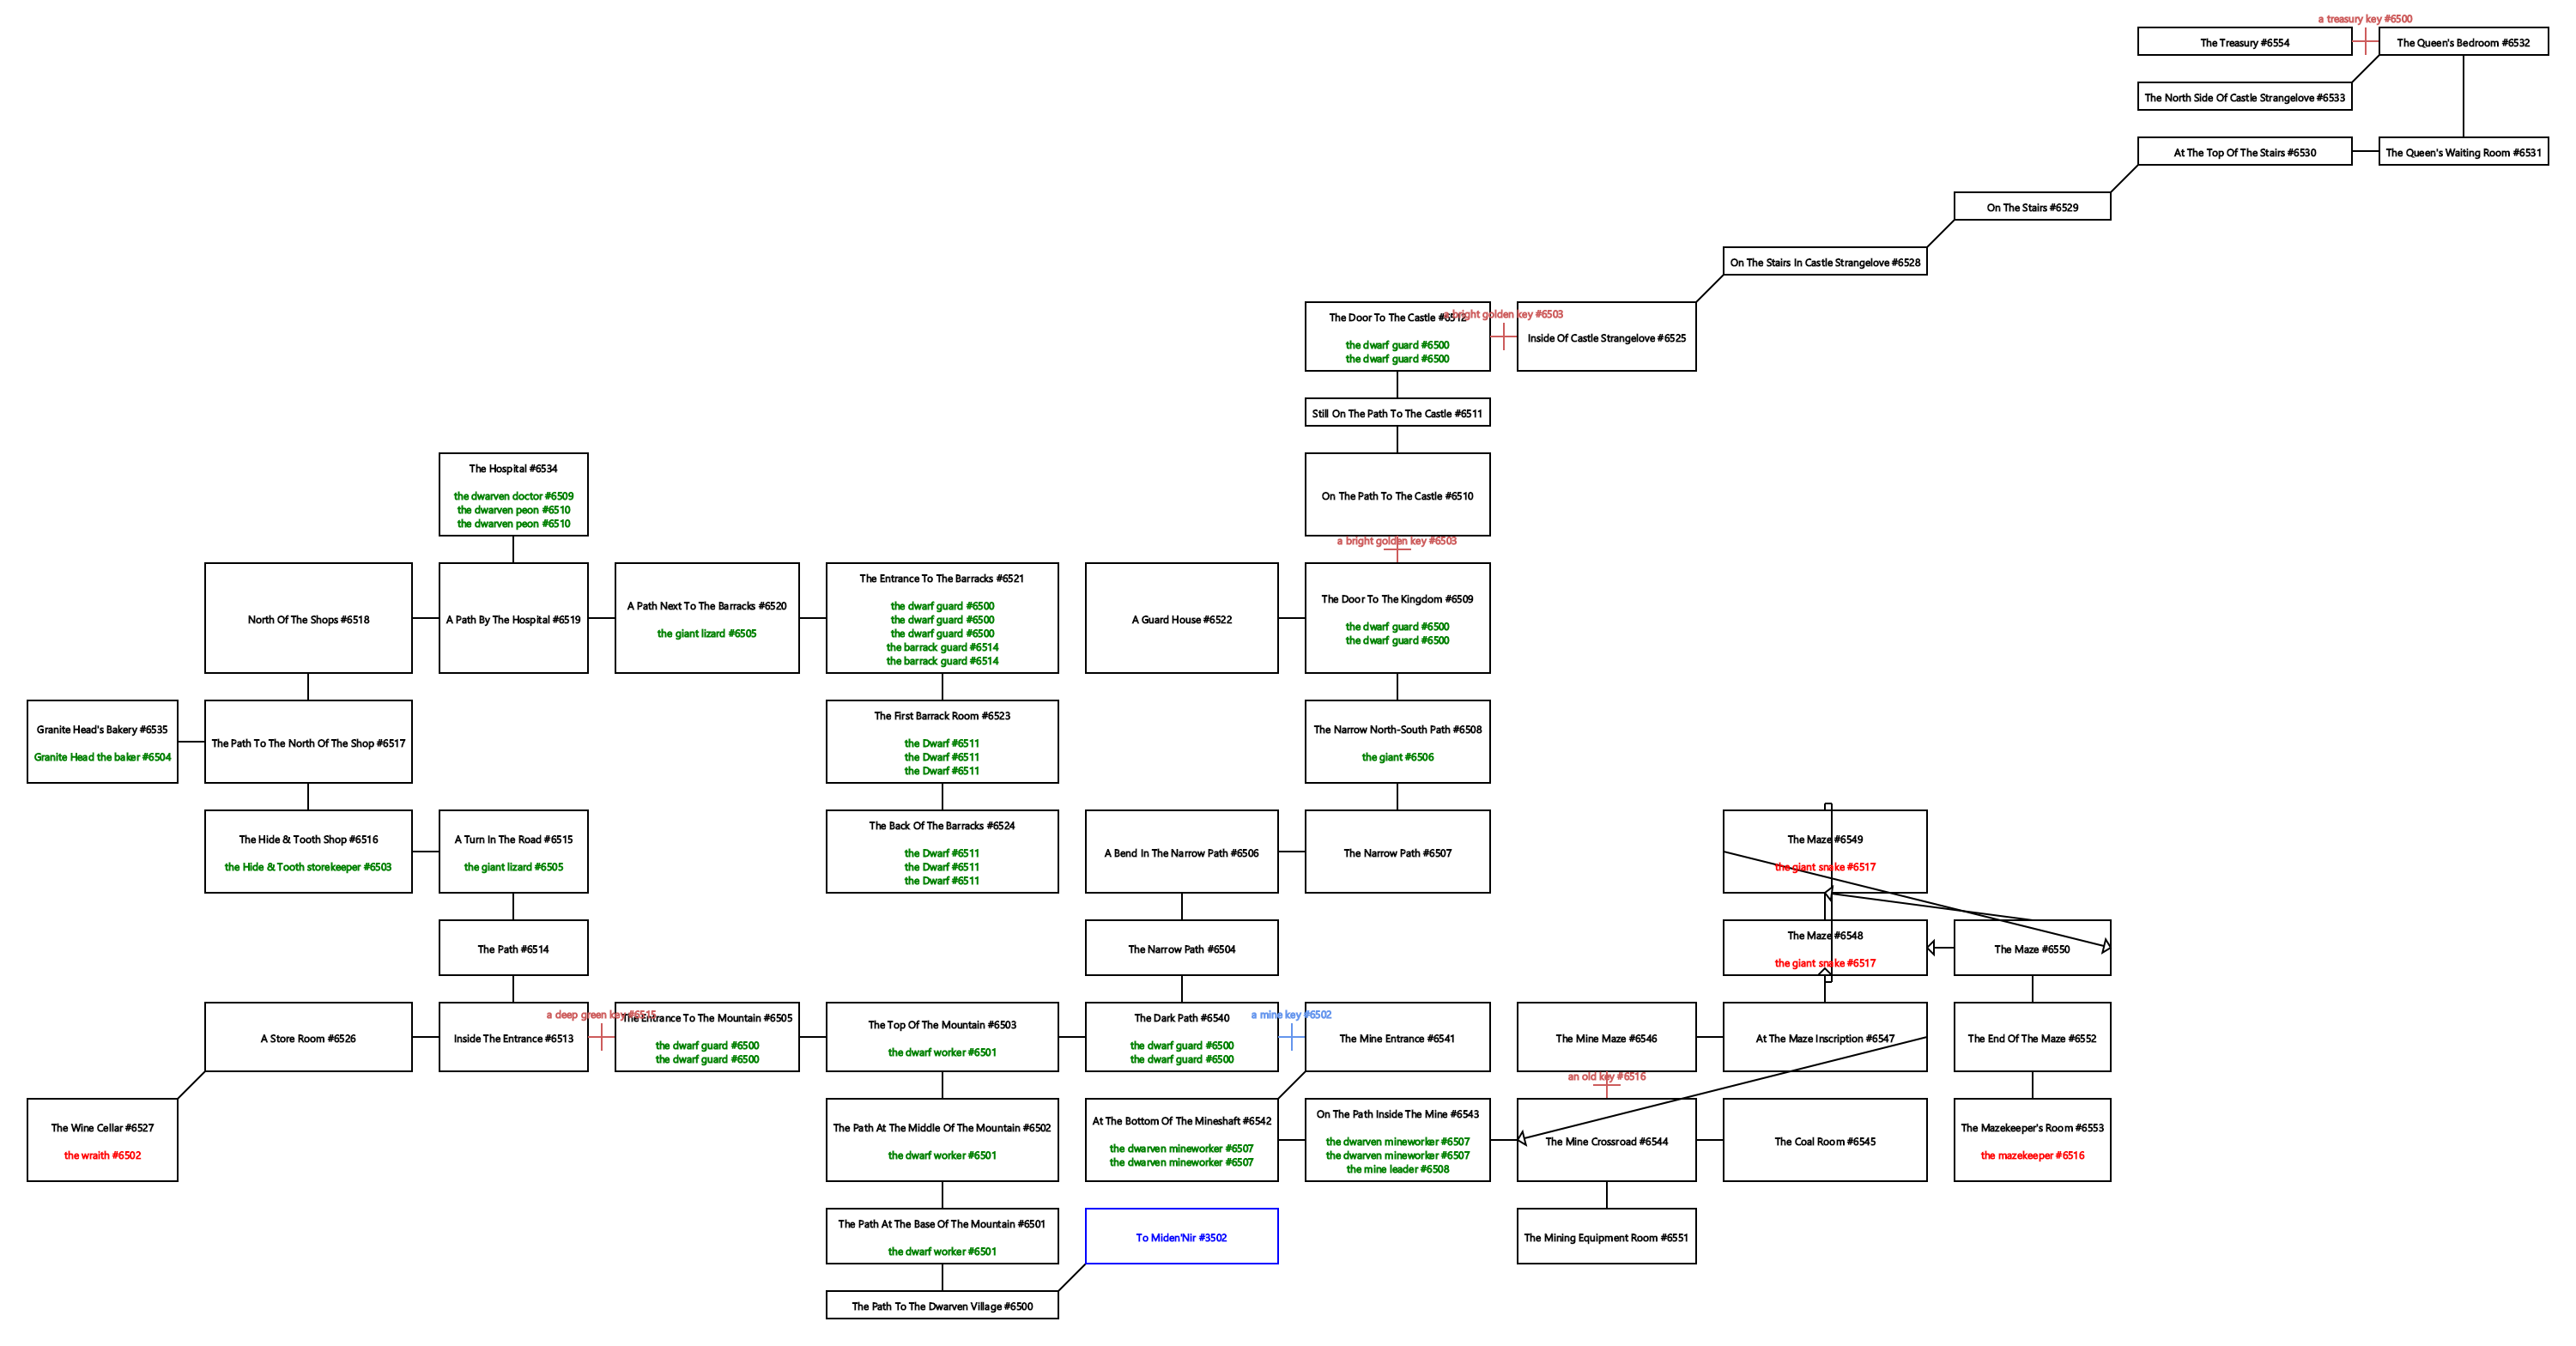 a treasury key #6500
The Treasury #6554
The Queen's Bedroom #6532
The North Side Of Castle Strangelove #6533
At The Top Of The Stairs #6530
The Queen's Waiting Room #6531
On The Stairs #6529
On The Stairs In Castle Strangelove #6528
The Door To The Castle #6512
the dwarf guard #6500
the dwarf guard #6500
a bright golden key #6503
Inside Of Castle Strangelove #6525
Still On The Path To The Castle #6511
The Hospital #6534
the dwarven doctor #6509
the dwarven peon #6510
the dwarven peon #6510
On The Path To The Castle #6510
a bright golden key #6503
North Of The Shops #6518
A Path By The Hospital #6519
A Path Next To The Barracks #6520
the giant lizard #6505
The Entrance To The Barracks #6521
the dwarf guard #6500
the dwarf guard #6500
the dwarf guard #6500
the barrack guard #6514
the barrack guard #6514
A Guard House #6522
The Door To The Kingdom #6509
the dwarf guard #6500
the dwarf guard #6500
Granite Head's Bakery #6535
Granite Head the baker #6504
The Path To The North Of The Shop #6517
The First Barrack Room #6523
the Dwarf #6511
the Dwarf #6511
the Dwarf #6511
The Narrow North-South Path #6508
the giant #6506
The Hide & Tooth Shop #6516
the Hide & Tooth storekeeper #6503
A Turn In The Road #6515
the giant lizard #6505
The Back Of The Barracks #6524
the Dwarf #6511
the Dwarf #6511
the Dwarf #6511
A Bend In The Narrow Path #6506
The Narrow Path #6507
The Maze #6549
the giant snake #6517
The Path #6514
The Narrow Path #6504
The Maze #6548
the giant snake #6517
The Maze #6550
A Store Room #6526
Inside The Entrance #6513
a deep green key #6515
The Entrance To The Mountain #6505
the dwarf guard #6500
the dwarf guard #6500
The Top Of The Mountain #6503
the dwarf worker #6501
The Dark Path #6540
the dwarf guard #6500
the dwarf guard #6500
a mine key #6502
The Mine Entrance #6541
The Mine Maze #6546
At The Maze Inscription #6547
The End Of The Maze #6552
an old key #6516
The Wine Cellar #6527
the wraith #6502
The Path At The Middle Of The Mountain #6502
the dwarf worker #6501
At The Bottom Of The Mineshaft #6542
the dwarven mineworker #6507
the dwarven mineworker #6507
On The Path Inside The Mine #6543
the dwarven mineworker #6507
the dwarven mineworker #6507
the mine leader #6508
The Mine Crossroad #6544
The Coal Room #6545
The Mazekeeper's Room #6553
the mazekeeper #6516
The Path At The Base Of The Mountain #6501
the dwarf worker #6501
To Miden'Nir #3502
The Mining Equipment Room #6551
The Path To The Dwarven Village #6500